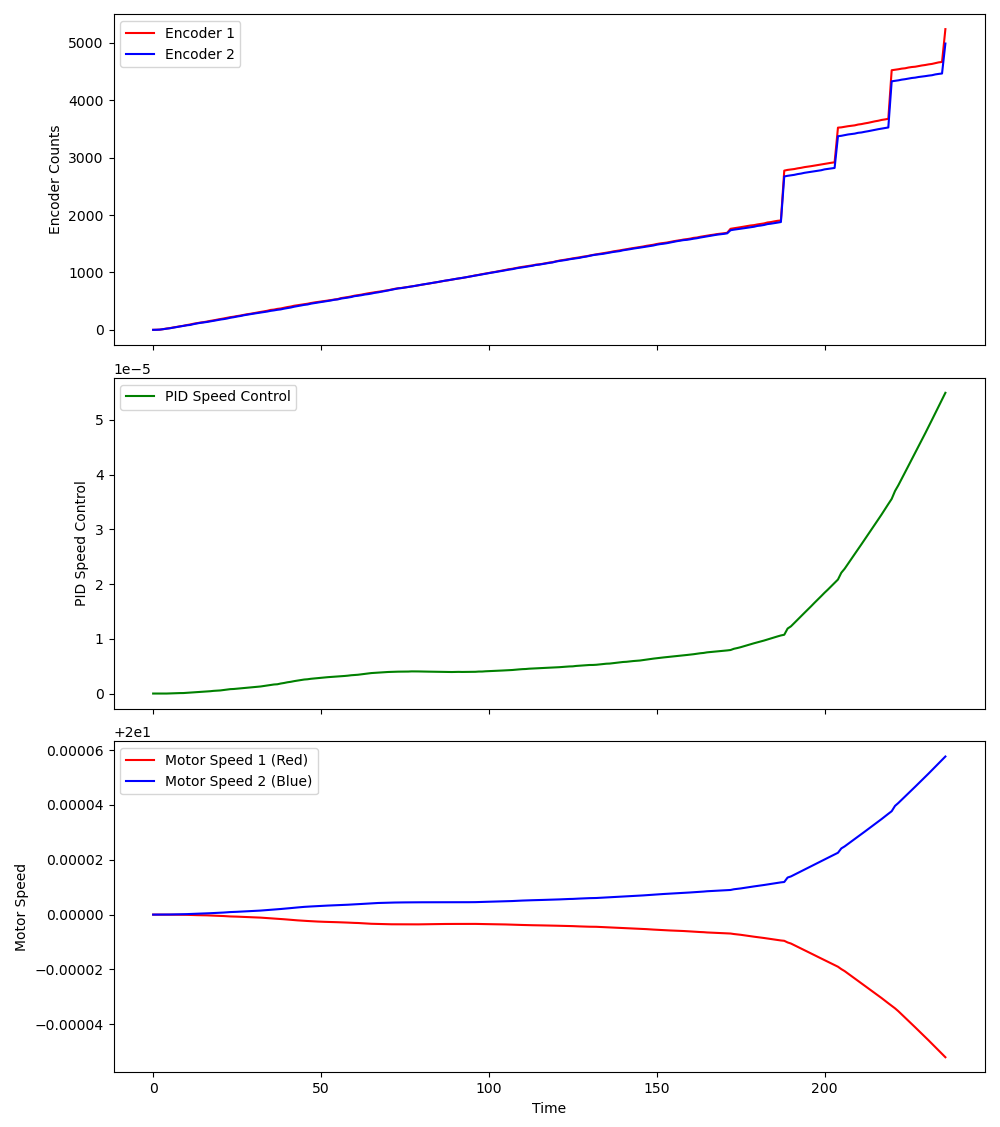 Encoder 1
Encoder 2
5000
4000
3000
2000
1000
0
Encoder Counts
1e−5
PID Speed Control
5
4
3
2
1
0
PID Speed Control
+2e1
Motor Speed 1 (Red)
Motor Speed 2 (Blue)
0.00006
0.00004
0.00002
0.00000
−0.00002
−0.00004
Motor Speed
0 50 100 150 200
Time